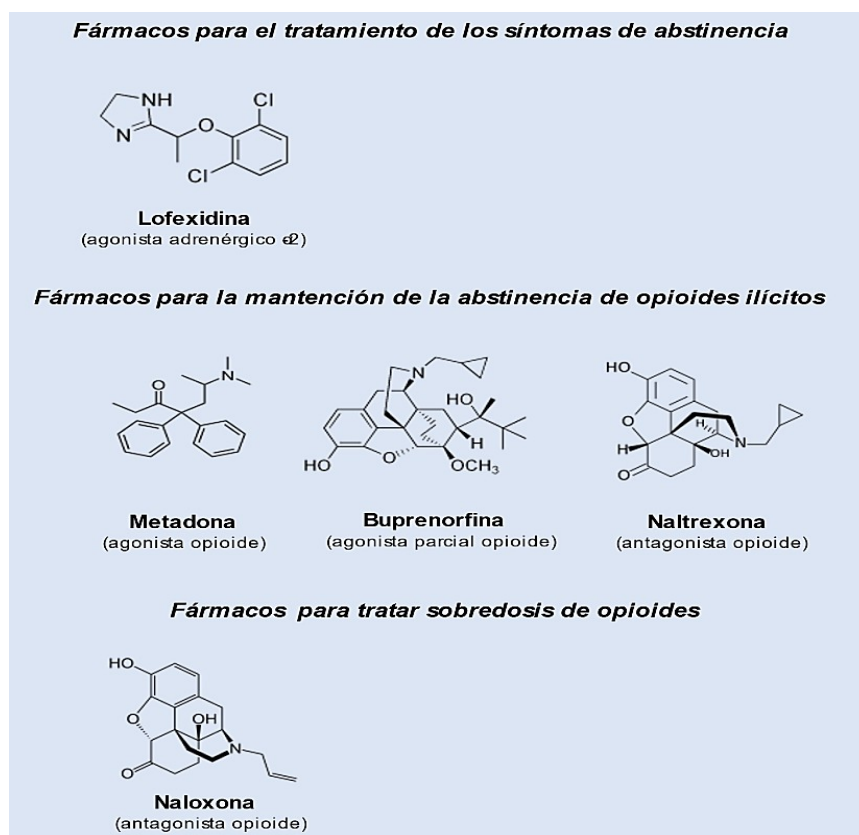 Fármacos para el tratamiento de los síntomas de abstinencia
NH
N
O
Cl
Cl
Lofexidina
(agonista adrenérgico α2)
Fármacos para la mantención de la abstinencia de opioides ilícitos
O
N
Metadona
(agonista opioide)
N
HO
H
HO
O
OCH3
Buprenorfina
(agonista parcial opioide)
HO
O
H
H
N
OH
O
Naltrexona
(antagonista opioide)
Fármacos para tratar sobredosis de opioides
HO
O
OH
N
O
Naloxona
(antagonista opioide)